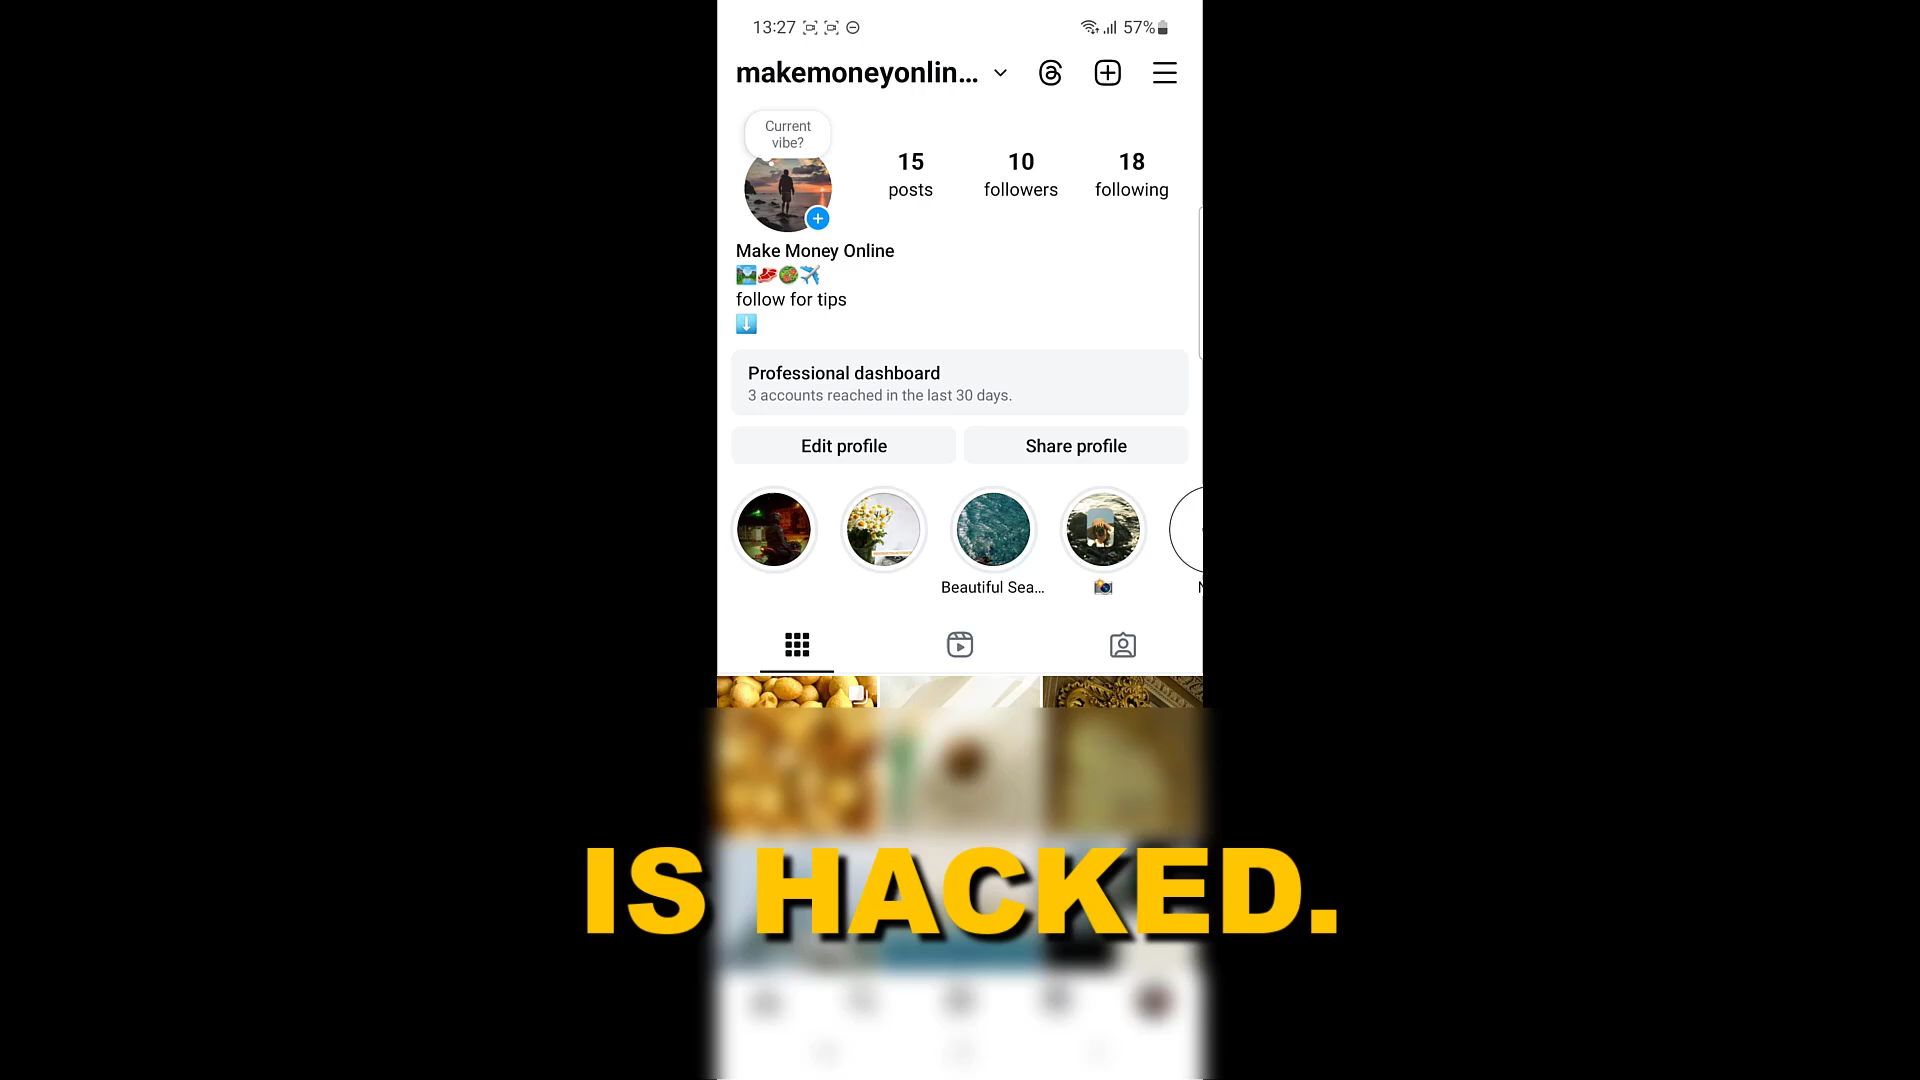 13:27
57%
makemoneyonlin...
Current
vibe?
15
posts
10
followers
18
following
Make Money Online
follow for tips
Professional dashboard
3 accounts reached in the last 30 days.
Edit profile
Share profile
Beautiful Sea...
IS HACKED.